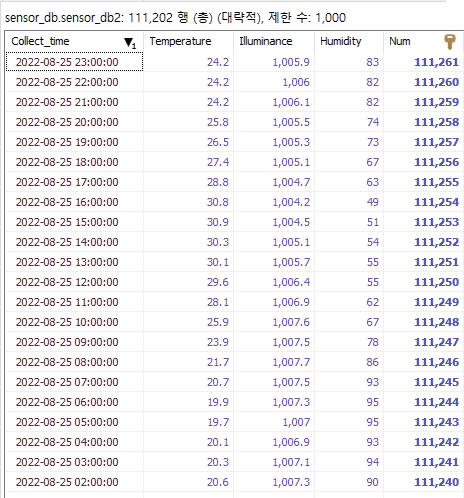 sensor_db.sensor_db2: 111,202 행 (총) (대략적), 제한 수: 1,000
Collect_time ▼1 Temperature Illuminance Humidity Num
2022-08-25 23:00:00 24.2 1,005.9 83 111,261
2022-08-25 22:00:00 24.2 1,006 82 111,260
2022-08-25 21:00:00 24.2 1,006.1 82 111,259
2022-08-25 20:00:00 25.8 1,005.5 74 111,258
2022-08-25 19:00:00 26.5 1,005.3 73 111,257
2022-08-25 18:00:00 27.4 1,005.1 67 111,256
2022-08-25 17:00:00 28.8 1,004.7 63 111,255
2022-08-25 16:00:00 30.8 1,004.2 49 111,254
2022-08-25 15:00:00 30.9 1,004.5 51 111,253
2022-08-25 14:00:00 30.3 1,005.1 54 111,252
2022-08-25 13:00:00 30.1 1,005.7 55 111,251
2022-08-25 12:00:00 29.6 1,006.4 55 111,250
2022-08-25 11:00:00 28.1 1,006.9 62 111,249
2022-08-25 10:00:00 25.9 1,007.6 67 111,248
2022-08-25 09:00:00 23.9 1,007.5 78 111,247
2022-08-25 08:00:00 21.7 1,007.7 86 111,246
2022-08-25 07:00:00 20.7 1,007.5 93 111,245
2022-08-25 06:00:00 19.9 1,007.3 95 111,244
2022-08-25 05:00:00 19.7 1,007 95 111,243
2022-08-25 04:00:00 20.1 1,006.9 93 111,242
2022-08-25 03:00:00 20.3 1,007.1 94 111,241
2022-08-25 02:00:00 20.6 1,007.3 90 111,240